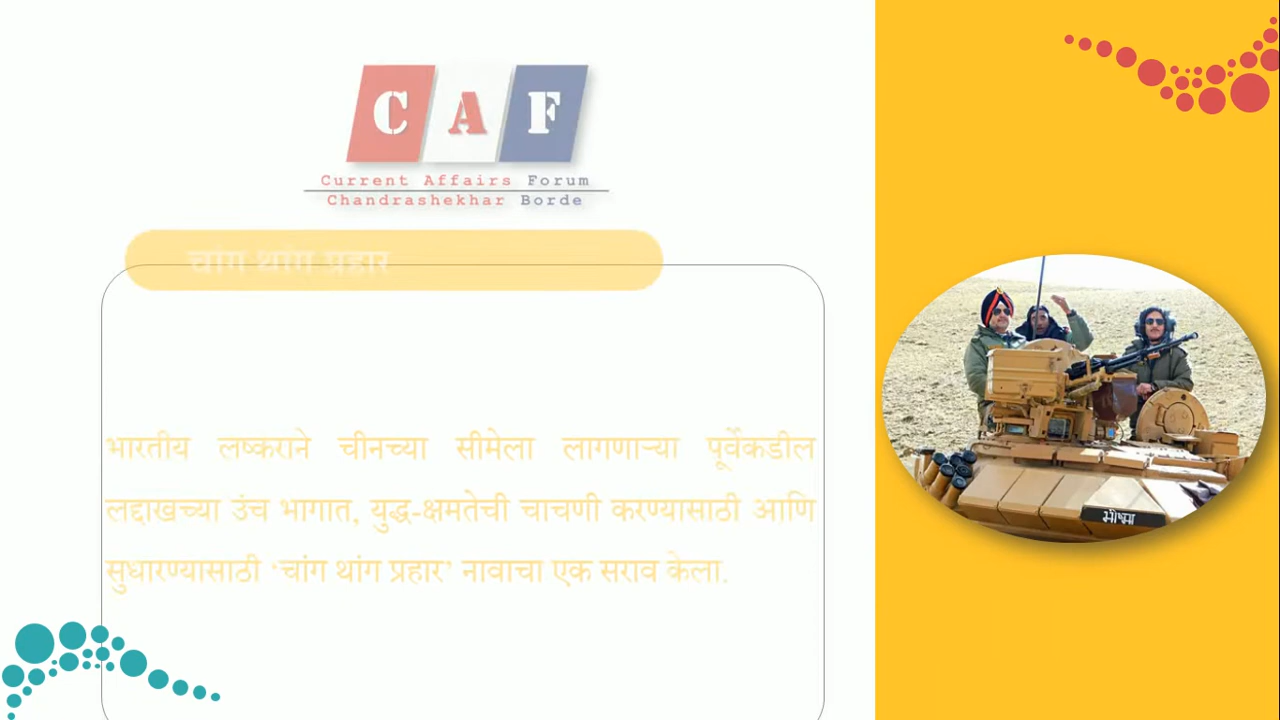 C A F
Current Affairs Forum
Chandrashekhar Borde
चांग थांग प्रहार
भारतीय लष्कराने चीनच्या सीमेला लागणाऱ्या पूर्वेकडील
लद्दाखच्या उंच भागात, युद्ध-क्षमतेची चाचणी करण्यासाठी आणि
सुधारण्यासाठी ‘चांग थांग प्रहार’ नावाचा एक सराव केला.
भीष्मा